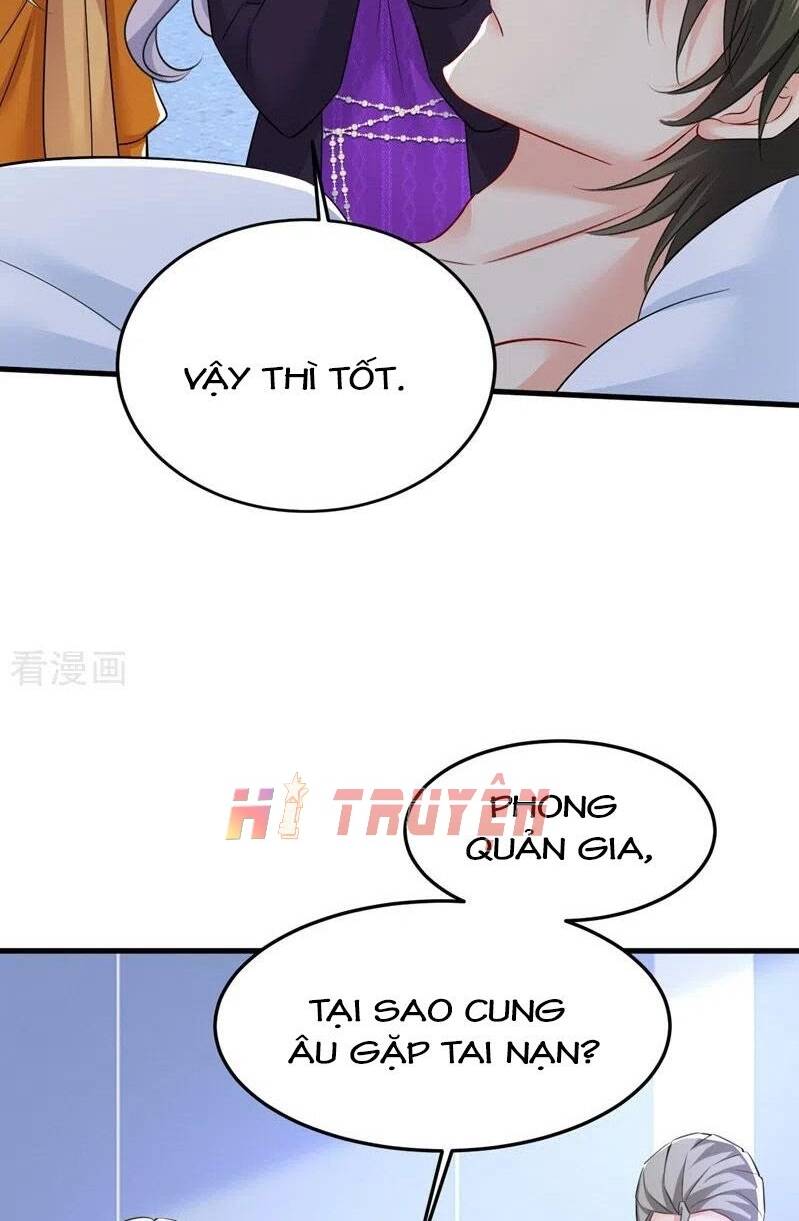 VẬY THÌ TỐT.
看漫画
HI TRUYỆN
PHONG
QUẢN GIA,
TẠI SAO CUNG
ÂU GẶP TAI NẠN?